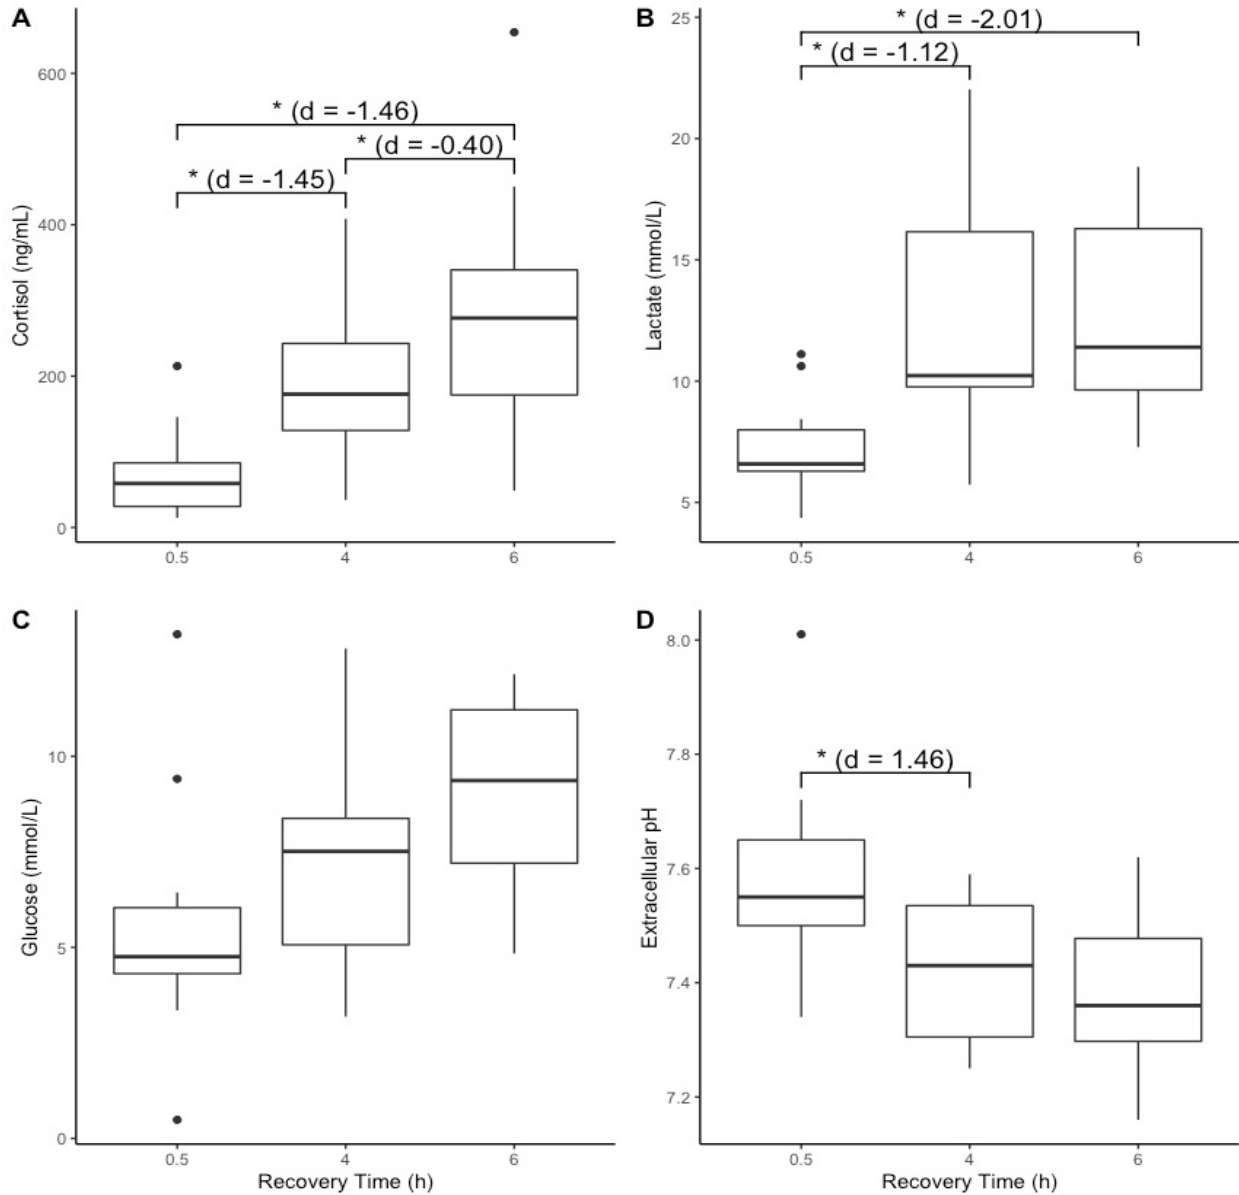 A
Cortisol (ng/mL)
600
400
200
0
* (d = -1.46)
* (d = -0.40)
* (d = -1.45)
0.5 4 6
B
Lactate (mmol/L)
25
20
15
10
5
* (d = -2.01)
* (d = -1.12)
0.5 4 6
C
Glucose (mmol/L)
10
5
0
0.5 4 6
Recovery Time (h)
D
Extracellular pH
8.0
7.8
7.6
7.4
7.2
* (d = 1.46)
0.5 4 6
Recovery Time (h)